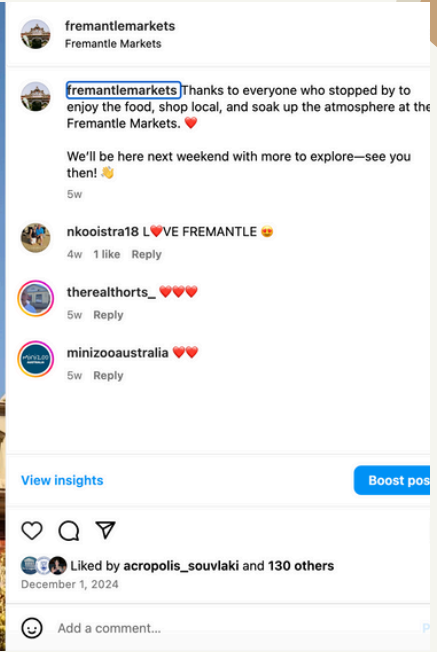 fremantlemarkets
Fremantle Markets
fremantlemarkets Thanks to everyone who stopped by to
enjoy the food, shop local, and soak up the atmosphere at the
Fremantle Markets. ❤️
We’ll be here next weekend with more to explore—see you
then! 👋
5w
nkooistra18 L❤️VE FREMANTLE 😍
4w 1 like Reply
therealthorts_ ❤️❤️❤️
5w Reply
minizooaustralia ❤️❤️
5w Reply
View insights
Boost pos
Liked by acropolis_souvlaki and 130 others
December 1, 2024
Add a comment...
P